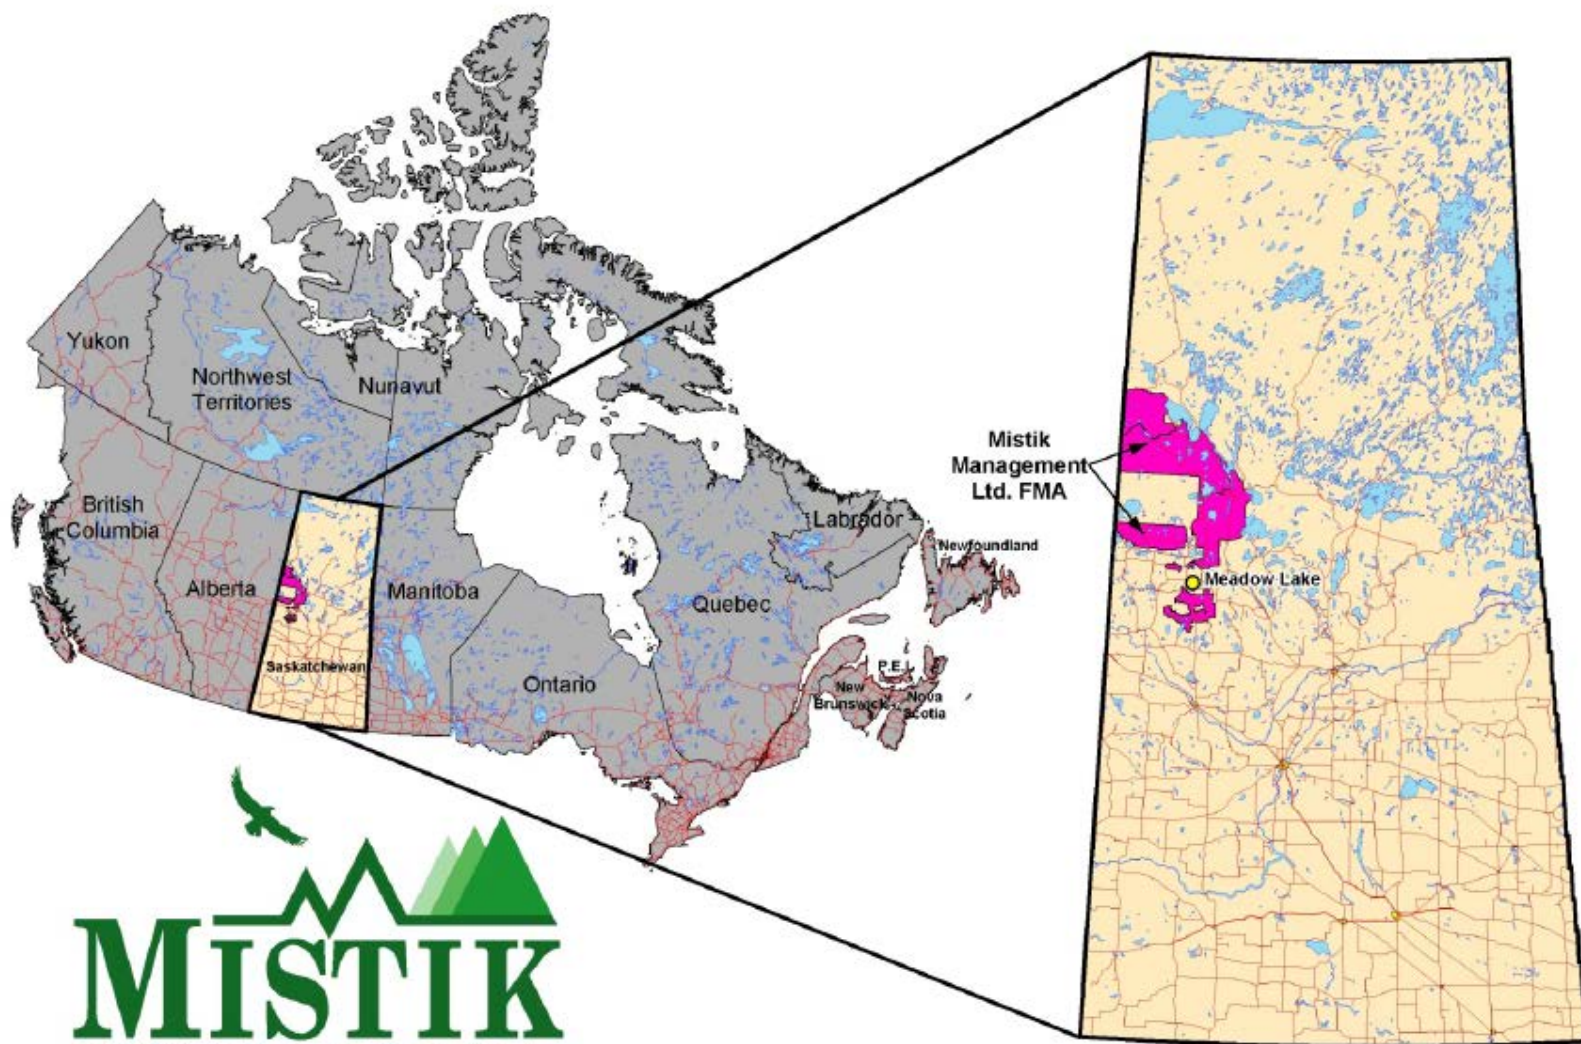 Yukon
Northwest
Territories
Nunavut
British
Columbia
Alberta
Saskatchewan
Manitoba
Ontario
Quebec
Labrador
Newfoundland
P.E.I.
New
Brunswick
Nova
Scotia
Mistik
Management
Ltd. FMA
Meadow Lake
MISTIK